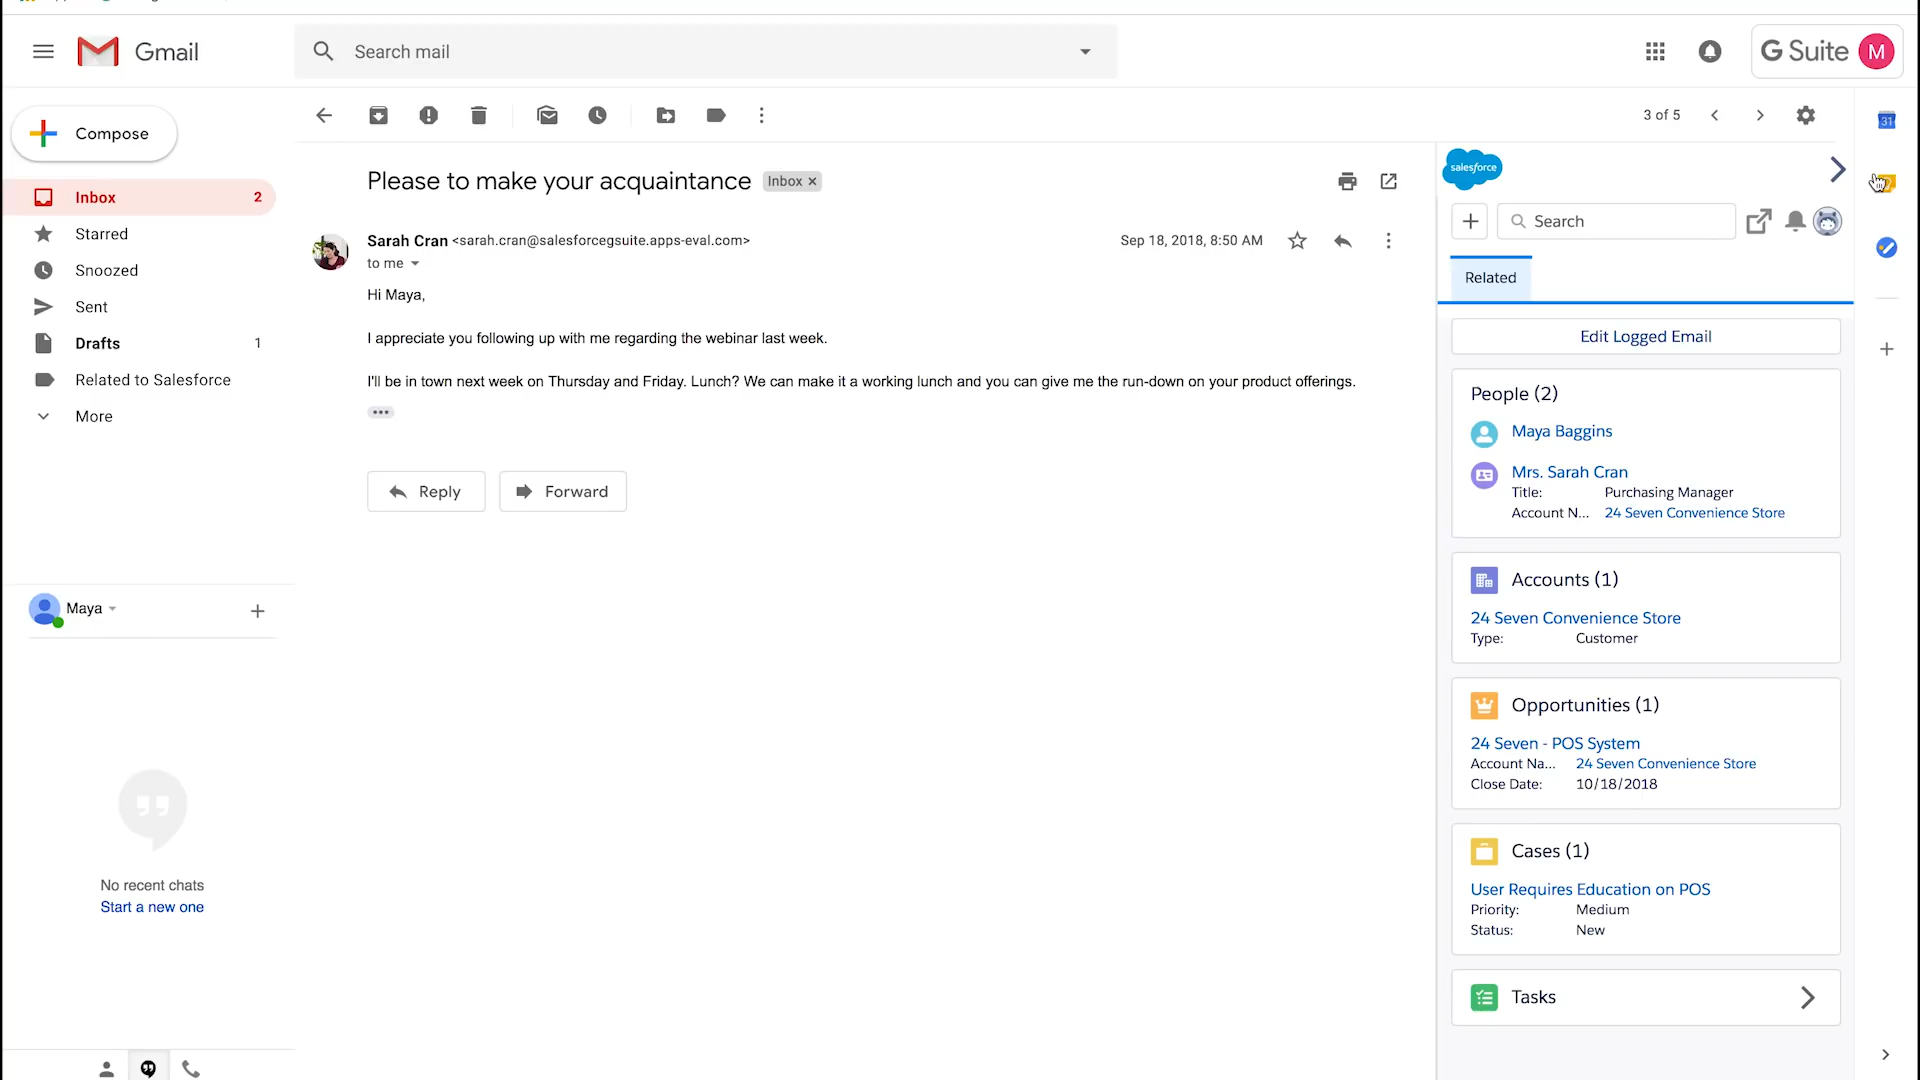 Gmail
Search mail
G Suite
M
Compose
3 of 5
31
Inbox 2
Starred
Snoozed
Sent
Drafts 1
Related to Salesforce
More
Please to make your acquaintance
Inbox ×
Sarah Cran <sarah.cran@salesforcegsuite.apps-eval.com>
Sep 18, 2018, 8:50 AM
to me
Hi Maya,
I appreciate you following up with me regarding the webinar last week.
I'll be in town next week on Thursday and Friday. Lunch? We can make it a working lunch and you can give me the run-down on your product offerings.
Reply
Forward
Maya
No recent chats
Start a new one
salesforce
Search
Related
Edit Logged Email
People (2)
Maya Baggins
Mrs. Sarah Cran
Title: Purchasing Manager
Account N... 24 Seven Convenience Store
Accounts (1)
24 Seven Convenience Store
Type: Customer
Opportunities (1)
24 Seven - POS System
Account Na... 24 Seven Convenience Store
Close Date: 10/18/2018
Cases (1)
User Requires Education on POS
Priority: Medium
Status: New
Tasks